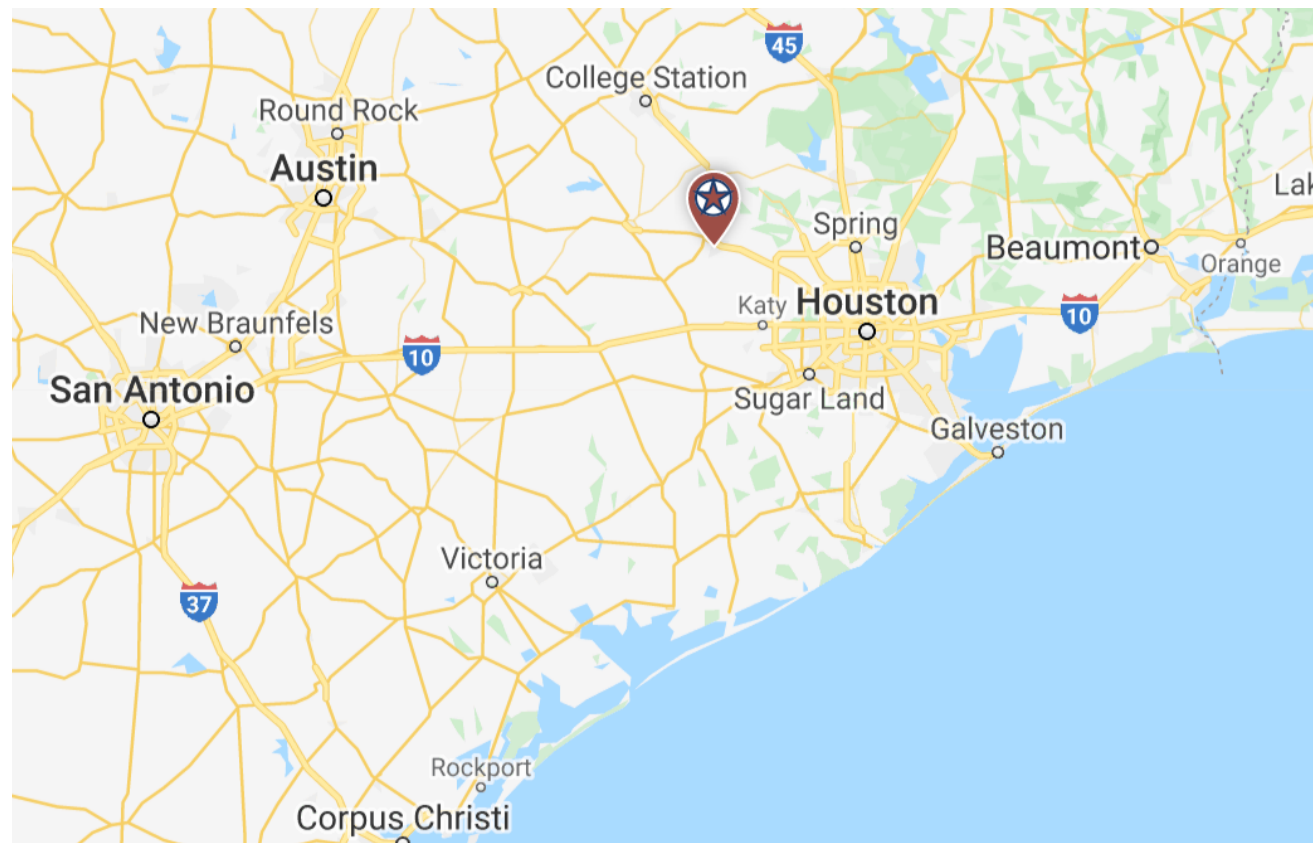 45
College Station
Round Rock
Austin
Lak
Spring
Beaumont
Orange
Katy
Houston
10
New Braunfels
10
San Antonio
Sugar Land
Galveston
Victoria
37
Rockport
Corpus Christi